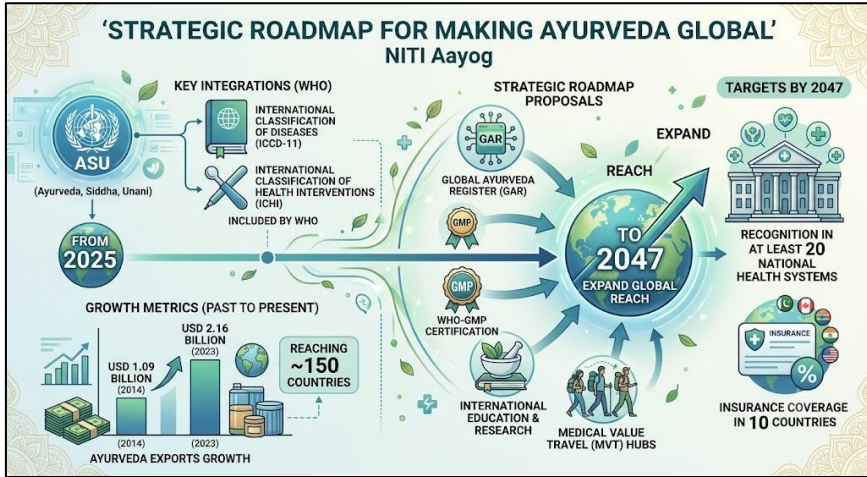 'STRATEGIC ROADMAP FOR MAKING AYURVEDA GLOBAL'
NITI Aayog
KEY INTEGRATIONS (WHO)
ASU
(Ayurveda, Siddha, Unani)
INTERNATIONAL
CLASSIFICATION
OF DISEASES
(ICCD-11)
INTERNATIONAL
CLASSIFICATION OF
HEALTH INTERVENTIONS
(ICHI)
INCLUDED BY WHO
FROM
2025
GROWTH METRICS (PAST TO PRESENT)
USD 1.09
BILLION
(2014)
USD 2.16
BILLION
(2023)
(2014)
(2023)
AYURVEDA EXPORTS GROWTH
REACHING
~150
COUNTRIES
STRATEGIC ROADMAP
PROPOSALS
GAR
GLOBAL AYURVEDA
REGISTER (GAR)
GMP
GMP
WHO-GMP
CERTIFICATION
INTERNATIONAL
EDUCATION &
RESEARCH
MEDICAL VALUE
TRAVEL (MVT) HUBS
EXPAND
REACH
TO
2047
EXPAND GLOBAL
REACH
TARGETS BY 2047
RECOGNITION IN
AT LEAST 20
NATIONAL
HEALTH SYSTEMS
INSURANCE
%
INSURANCE COVERAGE
IN 10 COUNTRIES